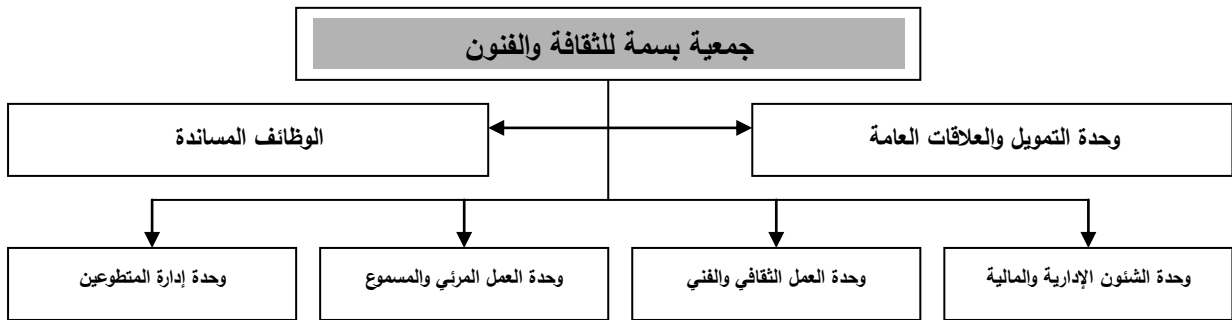 جمعية بسمة للثقافة والفنون
وحدة التمويل والعلاقات العامة
الوظائف المساندة
وحدة الشئون الإدارية والمالية
وحدة العمل الثقافي والفني
وحدة العمل المرئي والمسموع
وحدة إدارة المتطوعين